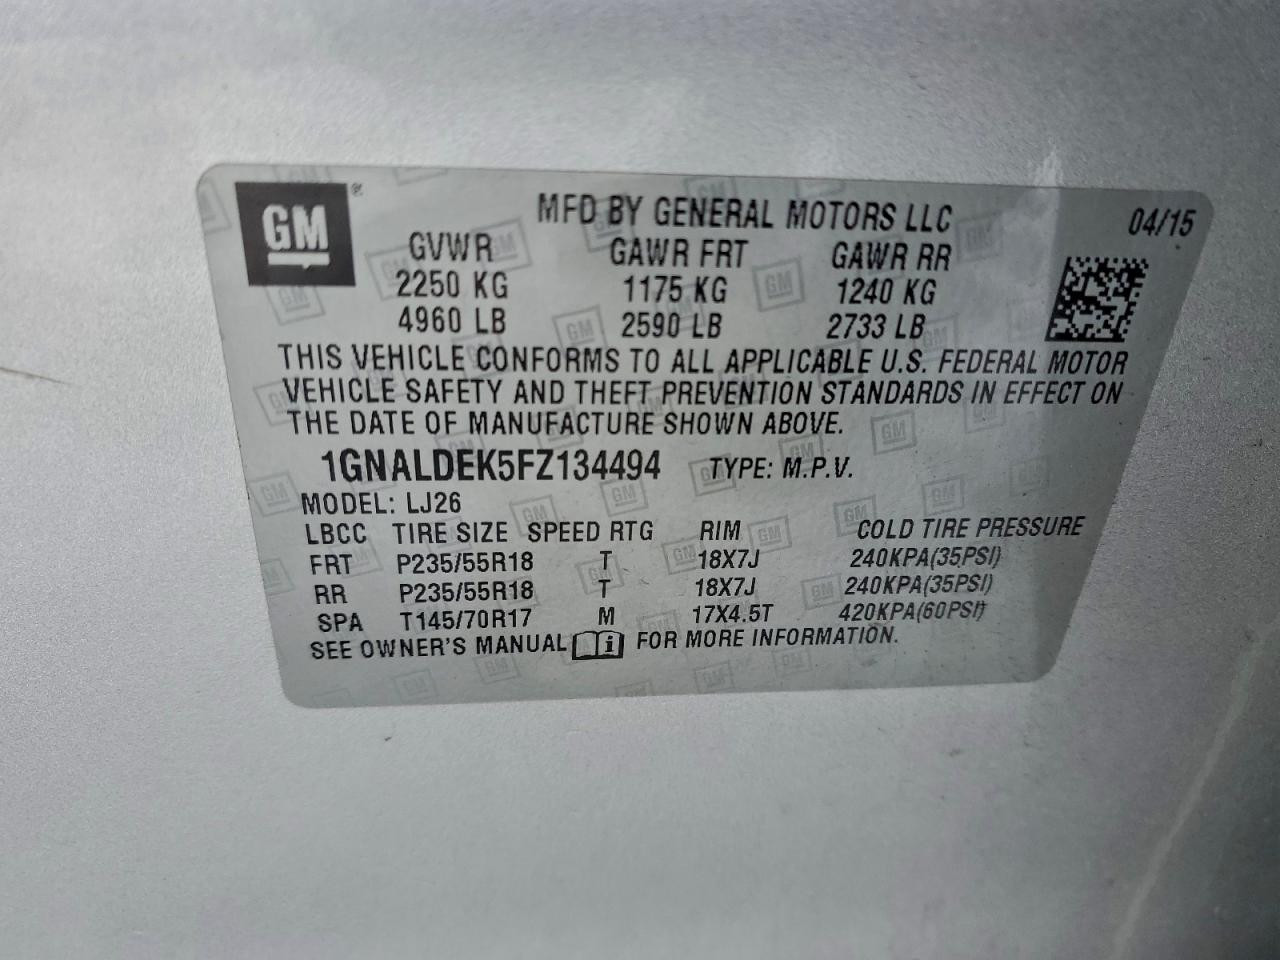 GM®
MFD BY GENERAL MOTORS LLC 04/15
GVWR GAWR FRT GAWR RR
2250 KG 1175 KG 1240 KG
4960 LB 2590 LB 2733 LB
THIS VEHICLE CONFORMS TO ALL APPLICABLE U.S. FEDERAL MOTOR
VEHICLE SAFETY AND THEFT PREVENTION STANDARDS IN EFFECT ON
THE DATE OF MANUFACTURE SHOWN ABOVE.
1GNALDEK5FZ134494 TYPE: M.P.V.
MODEL: LJ26
LBCC TIRE SIZE SPEED RTG RIM COLD TIRE PRESSURE
FRT P235/55R18 T 18X7J 240KPA(35PSI)
RR P235/55R18 T 18X7J 240KPA(35PSI)
SPA T145/70R17 M 17X4.5T 420KPA(60PSI)
SEE OWNER'S MANUAL FOR MORE INFORMATION.